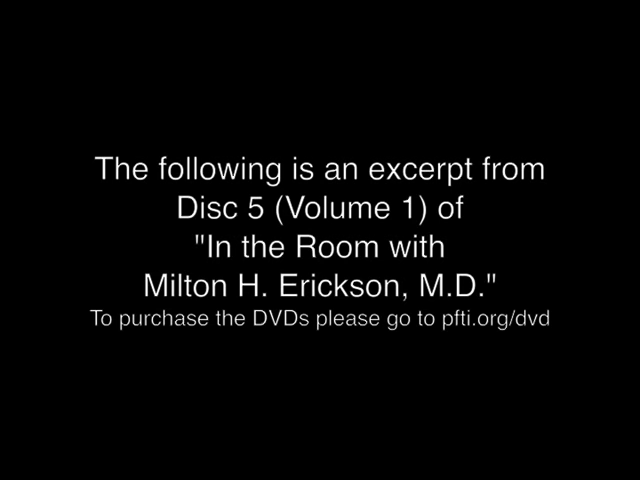 The following is an excerpt from
Disc 5 (Volume 1) of
"In the Room with
Milton H. Erickson, M.D."
To purchase the DVDs please go to pfti.org/dvd